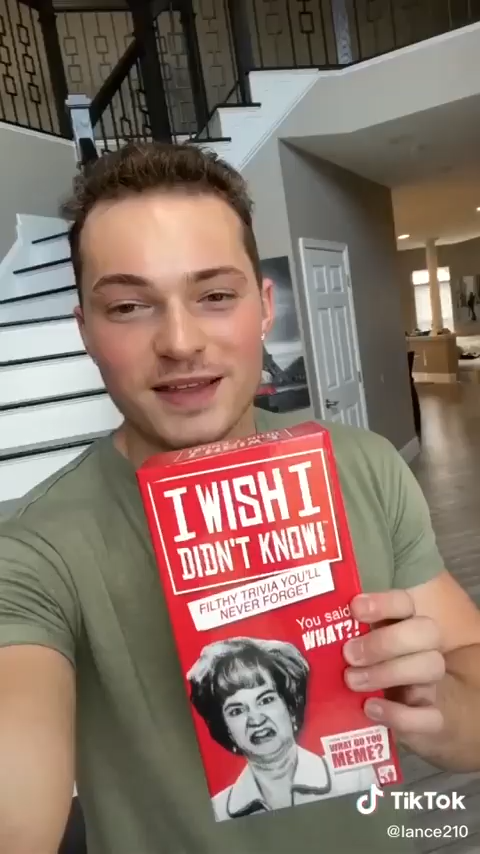 I WISH I
DIDN'T KNOW!
FILTHY TRIVIA YOU'LL
NEVER FORGET
You said
WHAT?!
WHAT DO YOU
MEME?
TikTok
@lance210